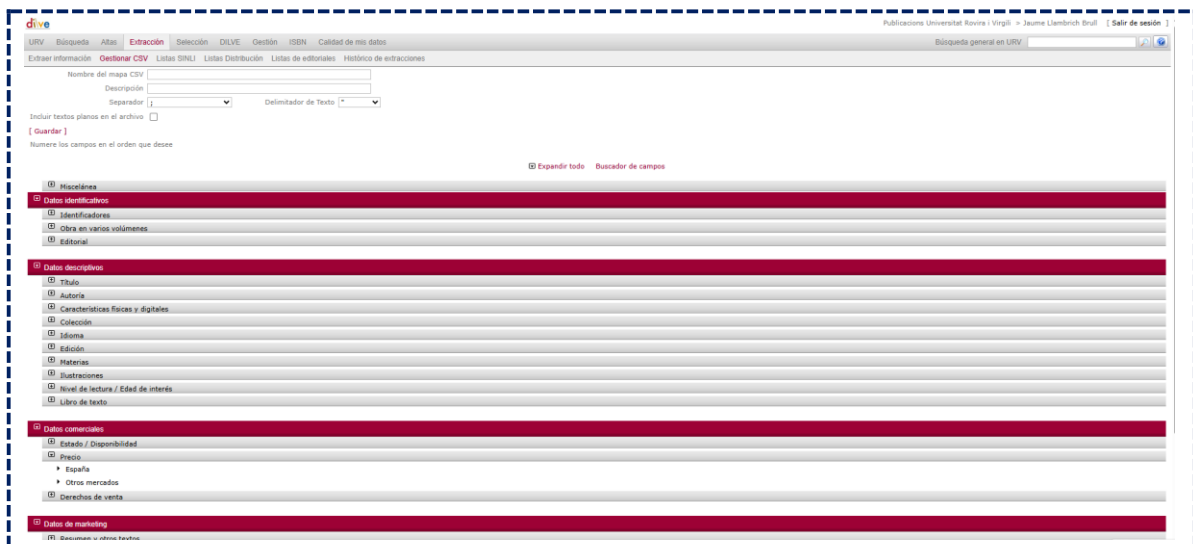 dilve
Publicacions Universitat Rovira i Virgili > Jaume Llambrich Brull [ Salir de sesión ]
URV Búsqueda Altas Extracción Selección DILVE Gestión ISBN Calidad de mis datos Búsqueda general en URV
Extraer información Gestionar CSV Listas SINLI Listas Distribución Listas de editoriales Histórico de extracciones
Nombre del mapa CSV
Descripción
Separador ; Delimitador de Texto "
Incluir textos planos en el archivo
[ Guardar ]
Numere los campos en el orden que desee
Expandir todo Buscador de campos
Miscelánea
Datos identificativos
Identificadores
Obra en varios volúmenes
Editorial
Datos descriptivos
Título
Autoría
Características físicas y digitales
Colección
Idioma
Edición
Materias
Ilustraciones
Nivel de lectura / Edad de interés
Libro de texto
Datos comerciales
Estado / Disponibilidad
Precio
España
Otros mercados
Derechos de venta
Datos de marketing
Resumen y otros textos